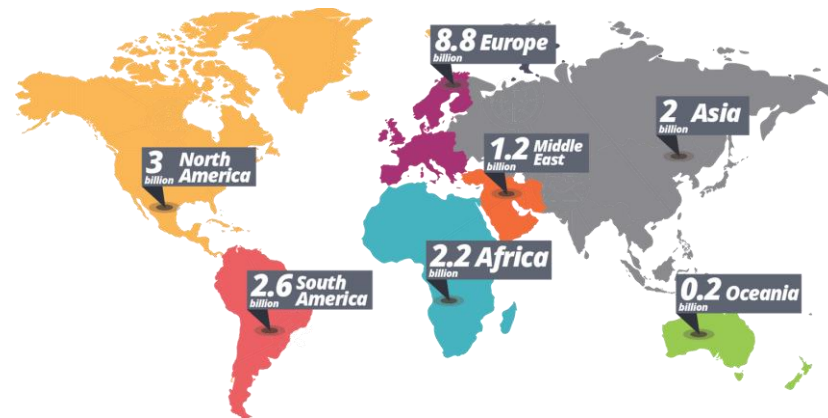 8.8 Europe
billion
2 Asia
billion
1.2 Middle
East
billion
3 North
America
billion
2.2 Africa
billion
2.6 South
America
billion
0.2 Oceania
billion